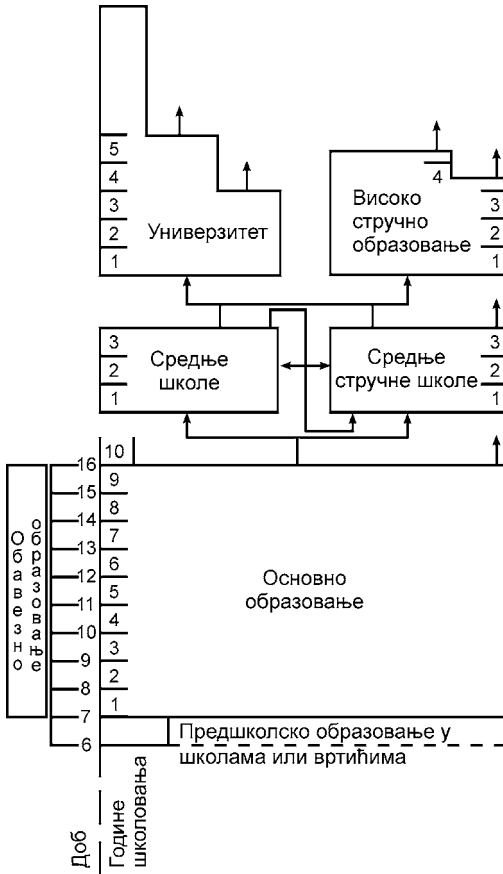 5
4
3
2
1
Универзитет
4
3
2
1
Високо
стручно
образовање
3
2
1
Средње
школе
Средње
стручне школе
3
2
1
Обавезно
образовање
16
15
14
13
12
11
10
9
8
7
6
10
9
8
7
6
5
4
3
2
1
Основно
образовање
Предшколско образовање у
школама или вртићима
Доб
Године
школовања